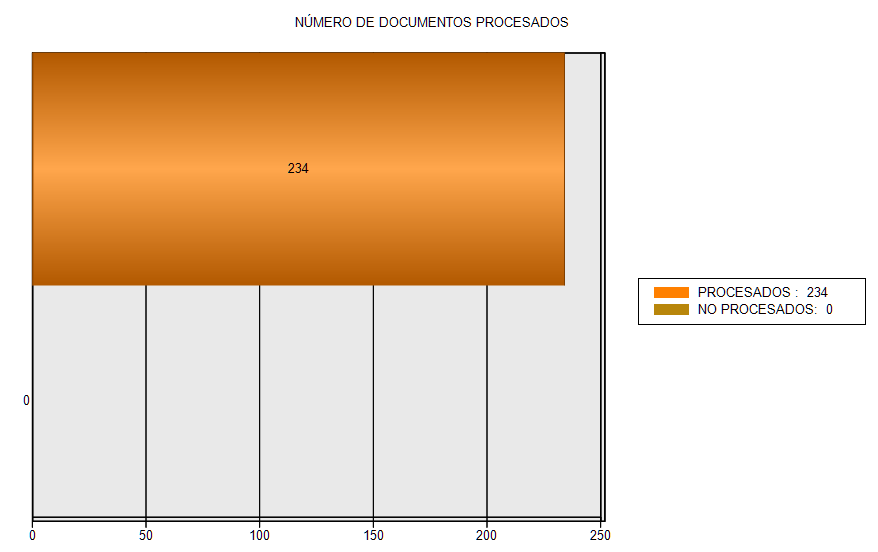 NÚMERO DE DOCUMENTOS PROCESADOS
234
PROCESADOS : 234
NO PROCESADOS: 0
0
0 50 100 150 200 250